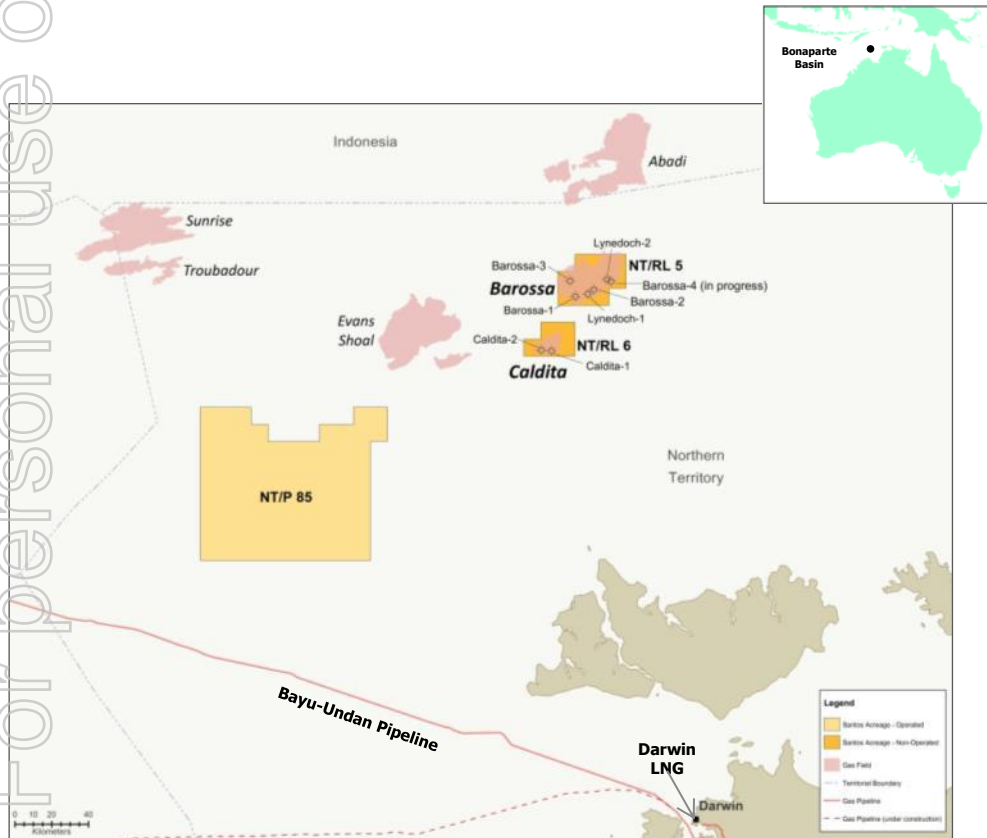 For personal use o
Bonaparte
Basin
Indonesia
Abadi
Sunrise
Troubadour
Lynedoch-2
Barossa-3
NT/RL 5
Barossa
Barossa-4 (in progress)
Barossa-2
Barossa-1
Lynedoch-1
Evans
Shoal
Caldita-2
NT/RL 6
Caldita-1
Caldita
Northern
Territory
NT/P 85
Bayu-Undan Pipeline
Darwin
LNG
Darwin
Legend
Santos Acreage - Operated
Santos Acreage - Non-Operated
Gas Field
Territorial Boundary
Gas Pipeline
Gas Pipeline (under construction)
0 10 20 40
Kilometers